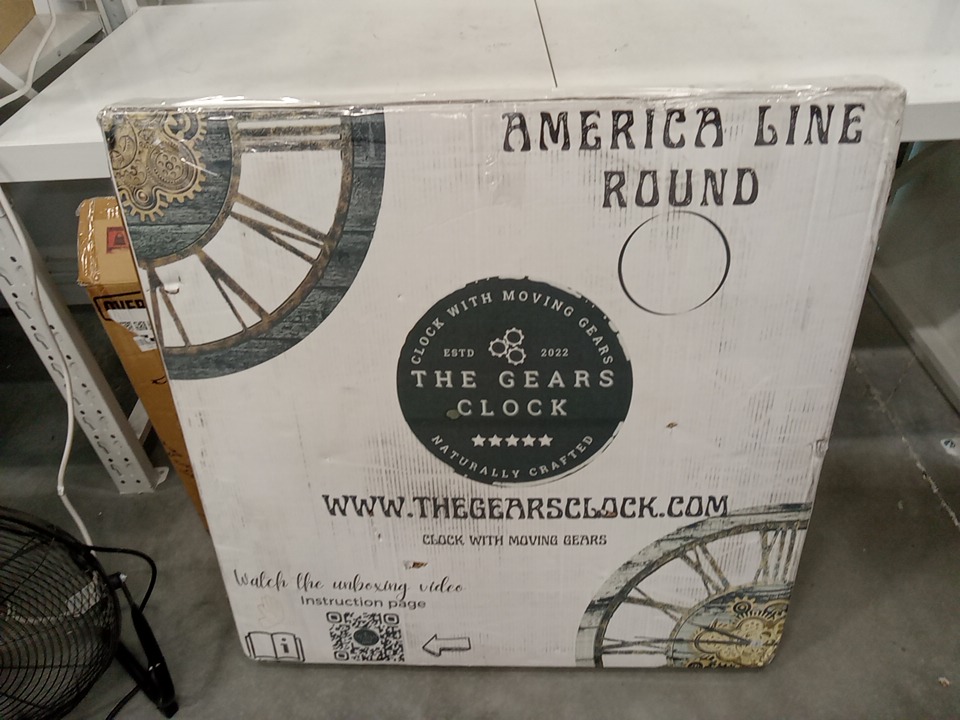 AMERICA LINE
ROUND
CLOCK WITH MOVING GEARS
ESTD 2022
THE GEARS
CLOCK
NATURALLY CRAFTED
WWW.THEGEARSCLOCK.COM
CLOCK WITH MOVING GEARS
Watch the unboxing video
Instruction page